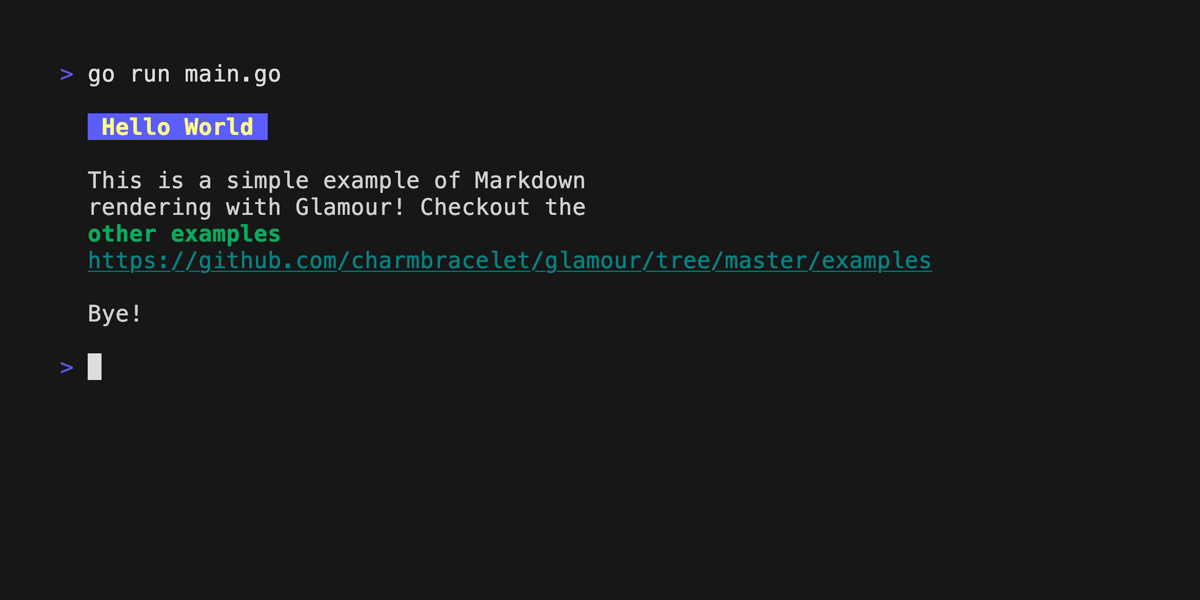 > go run main.go
Hello World
This is a simple example of Markdown
rendering with Glamour! Checkout the
other examples
https://github.com/charmbracelet/glamour/tree/master/examples
Bye!
>